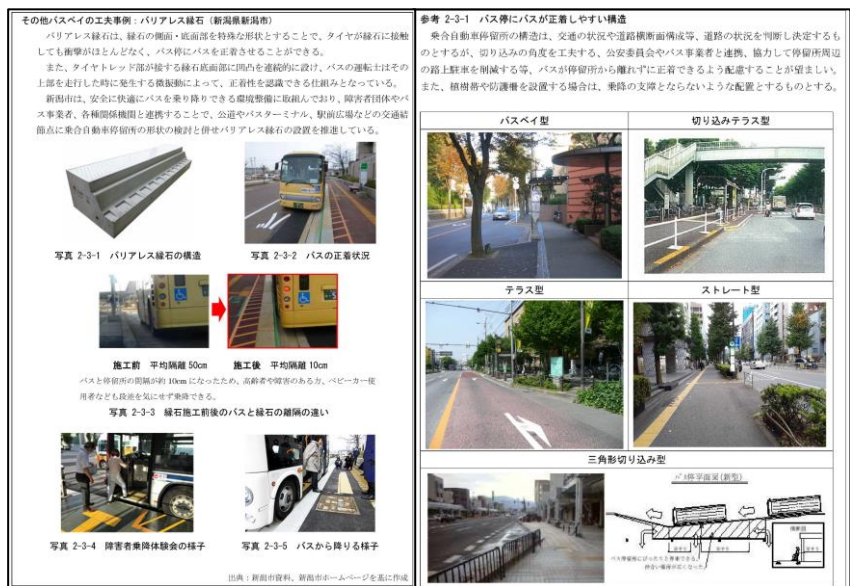 その他バスベイの工夫事例:バリアレス縁石(新潟県新潟市)
バリアレス縁石は、縁石の側面・底面部を特殊な形状とすることで、タイヤが縁石に接触
しても衝撃がほとんどなく、バス停にバスを正着させることができる。
また、タイヤトレッド部が接する縁石底面部に凹凸を連続的に設け、バスの運転士はその
上部を走行した時に発生する微振動によって、正着性を認識できる仕組みとなっている。
新潟市は、安全に快適にバスを乗り降りできる環境整備に取組んでおり、障害者団体やバ
ス事業者、各種関係機関と連携することで、公道やバスターミナル、駅前広場などの交通結
節点に乗合自動車停留所の形状の検討と併せバリアレス縁石の設置を推進している。
写真 2-3-1 バリアレス縁石の構造
写真 2-3-2 バスの正着状況
施工前 平均隔離 50cm
施工後 平均隔離 10cm
バスと停留所の間隔が約 10cm になったため、高齢者や障害のある方、ベビーカー使
用者なども段差を気にせず乗降できる。
写真 2-3-3 縁石施工前後のバスと縁石の離隔の違い
写真 2-3-4 障害者乗降体験会の様子
写真 2-3-5 バスから降りる様子
出典:新潟市資料、新潟市ホームページを基に作成
参考 2-3-1 バス停にバスが正着しやすい構造
乗合自動車停留所の構造は、交通の状況や道路横断面構成等、道路の状況を判断し決定するも
のとするが、切り込みの角度を工夫する、公安委員会やバス事業者と連携、協力して停留所周辺
の路上駐車を削減する等、バスが停留所から離れずに正着できるよう配慮することが望ましい。
また、植樹帯や防護柵を設置する場合は、乗降の支障とならないような配置とするものとする。
バスベイ型
切り込みテラス型
テラス型
ストレート型
三角形切り込み型
バス停平面図(新型)
横断図
バス停留所にぴったりと停車できる。